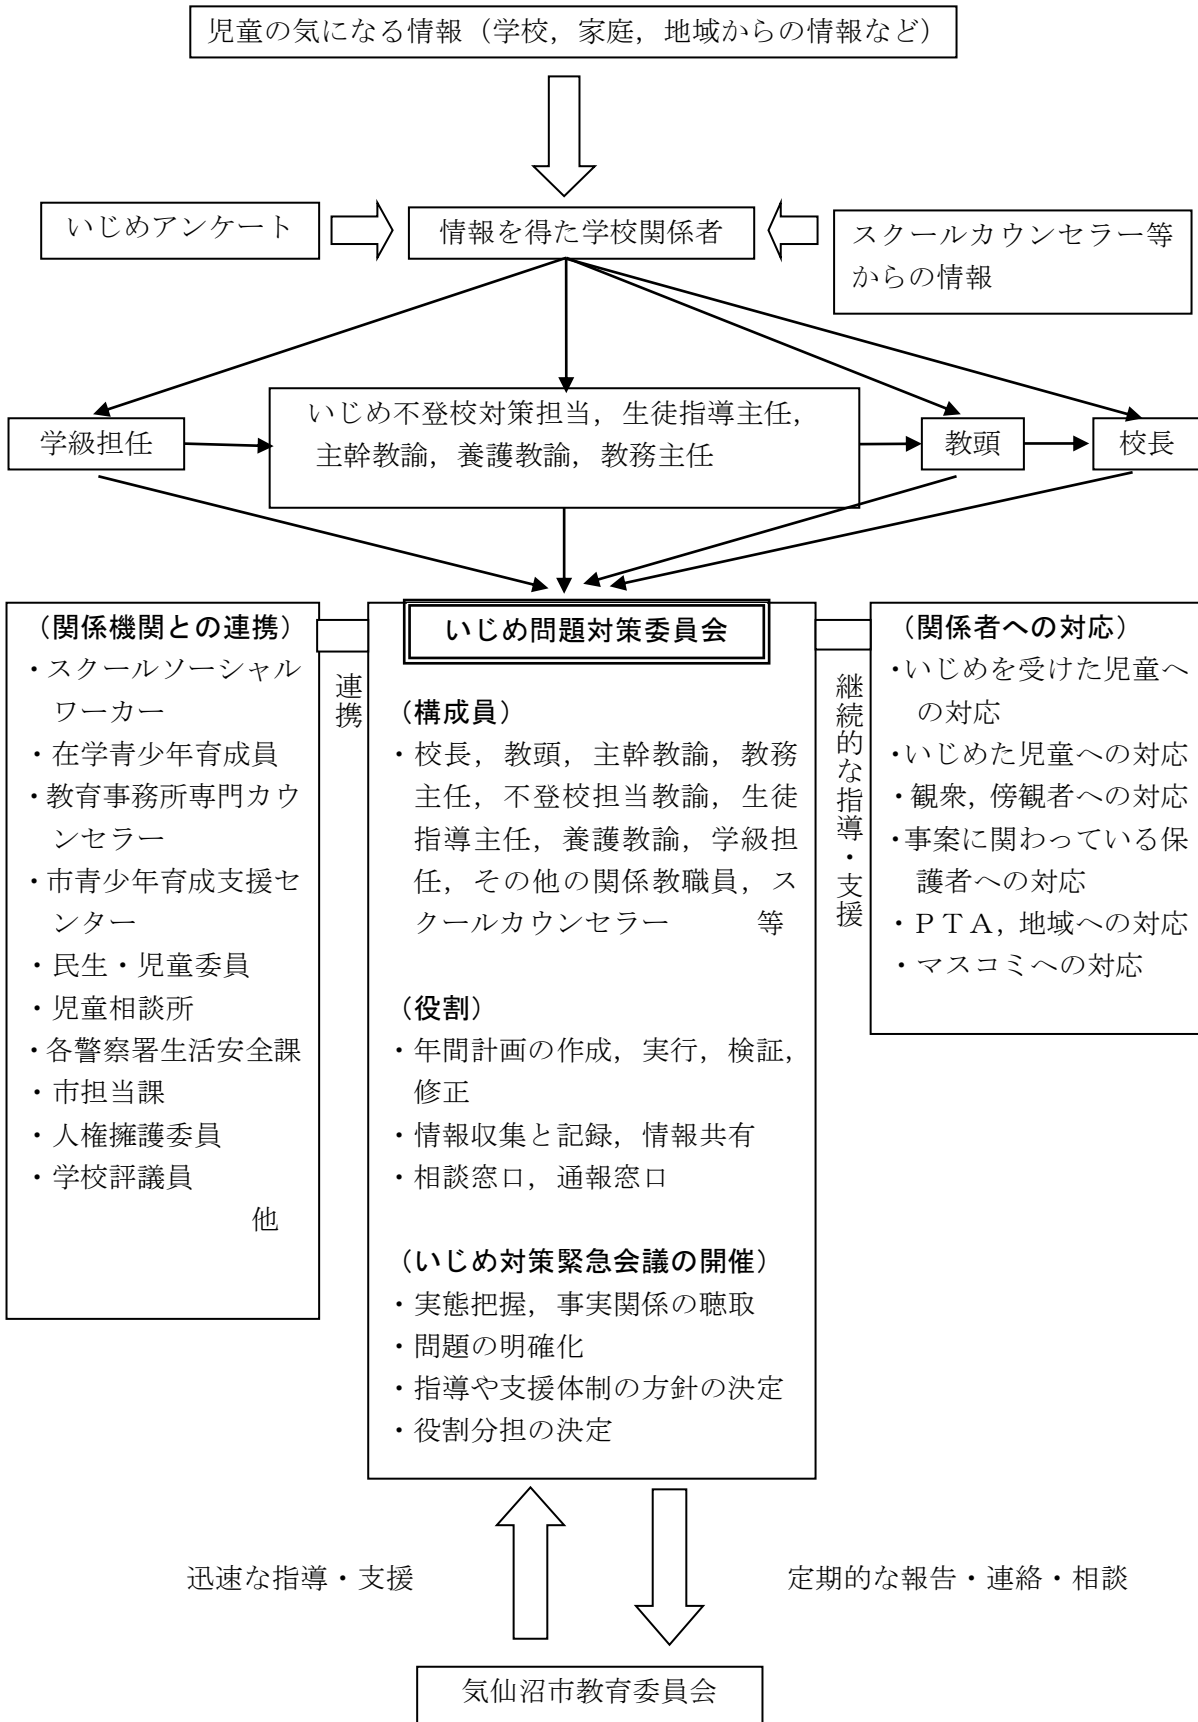 児童の気になる情報（学校，家庭，地域からの情報など）
いじめアンケート
情報を得た学校関係者
スクールカウンセラー等
からの情報
学級担任
いじめ不登校対策担当，生徒指導主任，
主幹教諭，養護教諭，教務主任
教頭
校長
（関係機関との連携）
・スクールソーシャル
ワーカー
・在学青少年育成員
・教育事務所専門カウ
ンセラー
・市青少年育成支援セ
ンター
・民生・児童委員
・児童相談所
・各警察署生活安全課
・市担当課
・人権擁護委員
・学校評議員
他
連携
いじめ問題対策委員会
（構成員）
・校長，教頭，主幹教諭，教務
主任，不登校担当教諭，生徒
指導主任，養護教諭，学級担
任，その他の関係教職員，ス
クールカウンセラー　　等
（役割）
・年間計画の作成，実行，検証，
修正
・情報収集と記録，情報共有
・相談窓口，通報窓口
（いじめ対策緊急会議の開催）
・実態把握，事実関係の聴取
・問題の明確化
・指導や支援体制の方針の決定
・役割分担の決定
継続的な指導・支援
（関係者への対応）
・いじめを受けた児童へ
の対応
・いじめた児童への対応
・観衆，傍観者への対応
・事案に関わっている保
護者への対応
・ＰＴＡ，地域への対応
・マスコミへの対応
迅速な指導・支援
定期的な報告・連絡・相談
気仙沼市教育委員会